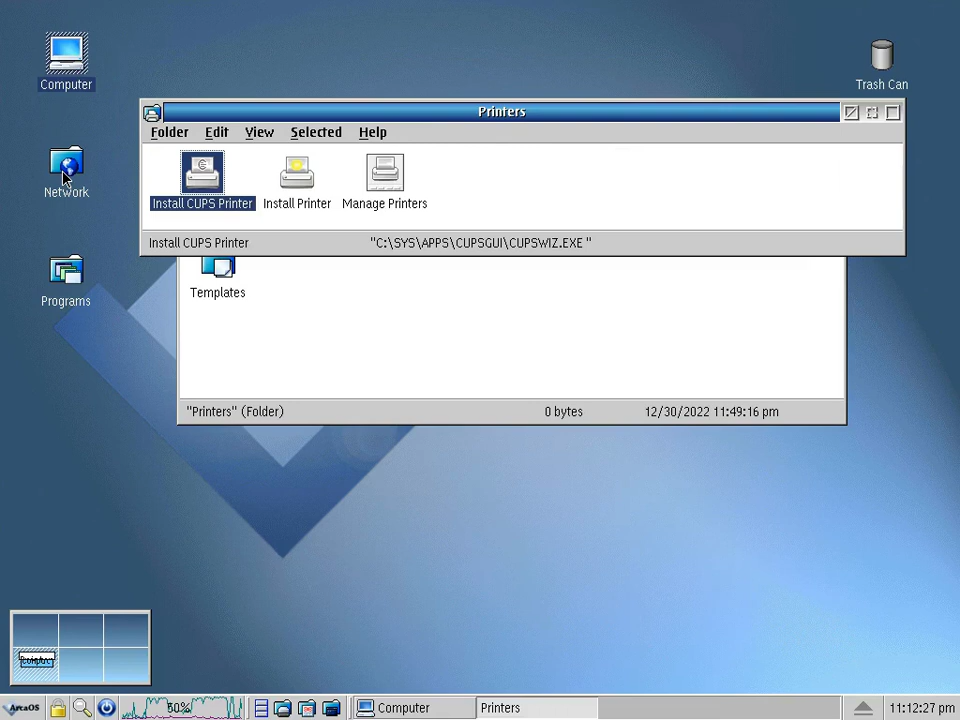 Computer
Trash Can
Printers
Folder Edit View Selected Help
Network
Install CUPS Printer Install Printer Manage Printers
Install CUPS Printer "C:\SYS\APPS\CUPSGUI\CUPSWIZ.EXE "
Programs
Templates
"Printers" (Folder) 0 bytes 12/30/2022 11:49:16 pm
ArcaOS 50% Computer Printers 11:12:27 pm